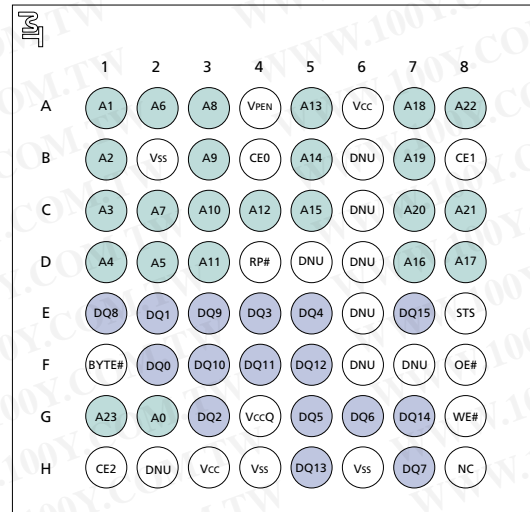 1 2 3 4 5 6 7 8
A A1 A6 A8 VPEN A13 VCC A18 A22
B A2 VSS A9 CE0 A14 DNU A19 CE1
C A3 A7 A10 A12 A15 DNU A20 A21
D A4 A5 A11 RP# DNU DNU A16 A17
E DQ8 DQ1 DQ9 DQ3 DQ4 DNU DQ15 STS
F BYTE# DQ0 DQ10 DQ11 DQ12 DNU DNU OE#
G A23 A0 DQ2 VCCQ DQ5 DQ6 DQ14 WE#
H CE2 DNU VCC VSS DQ13 VSS DQ7 NC